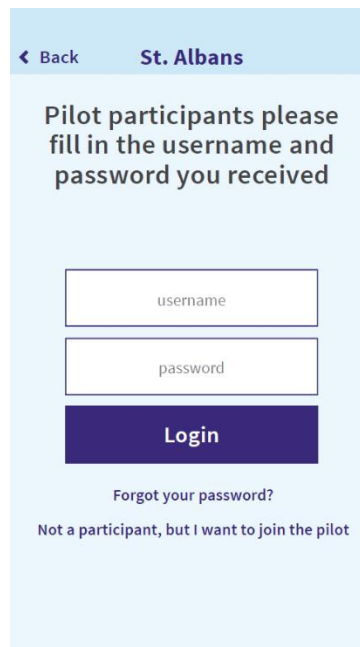 Back St. Albans
Pilot participants please
fill in the username and
password you received
username
password
Login
Forgot your password?
Not a participant, but I want to join the pilot